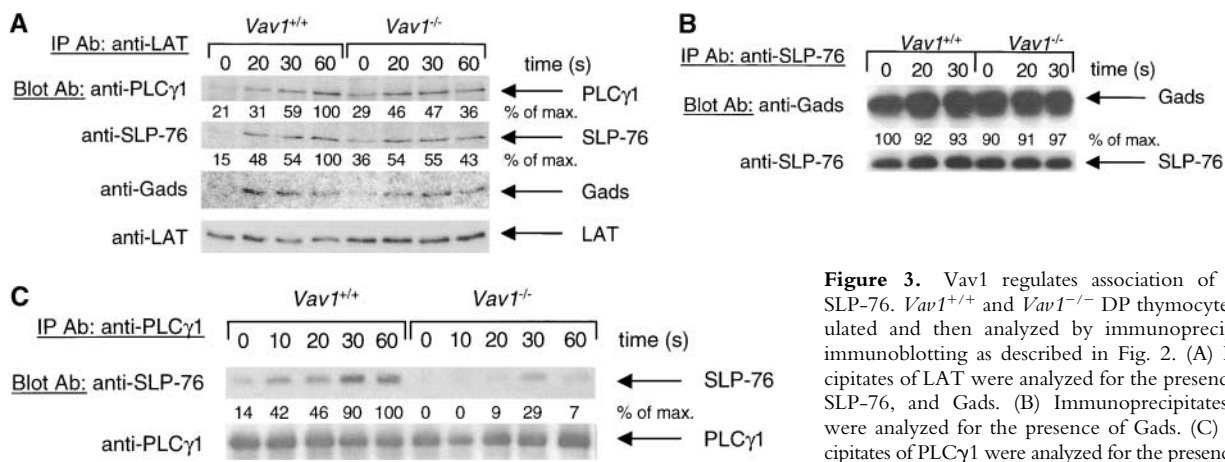 A
Vav1+/+ Vav1-/-
IP Ab: anti-LAT
0 20 30 60 0 20 30 60 time (s)
Blot Ab: anti-PLCγ1 PLCγ1
21 31 59 100 29 46 47 36 % of max.
anti-SLP-76 SLP-76
15 48 54 100 36 54 55 43 % of max.
anti-Gads Gads
anti-LAT LAT
B
Vav1+/+ Vav1-/-
IP Ab: anti-SLP-76
0 20 30 0 20 30 time (s)
Blot Ab: anti-Gads Gads
100 92 93 90 91 97 % of max.
anti-SLP-76 SLP-76
C
Vav1+/+ Vav1-/-
IP Ab: anti-PLCγ1
0 10 20 30 60 0 10 20 30 60 time (s)
Blot Ab: anti-SLP-76 SLP-76
14 42 46 90 100 0 0 9 29 7 % of max.
anti-PLCγ1 PLCγ1
Figure 3. Vav1 regulates association of
SLP-76. Vav1+/+ and Vav1−/− DP thymocyte
ulated and then analyzed by immunopreci
immunoblotting as described in Fig. 2. (A)
cipitates of LAT were analyzed for the presence
SLP-76, and Gads. (B) Immunoprecipitates
were analyzed for the presence of Gads. (C)
cipitates of PLCγ1 were analyzed for the presenc